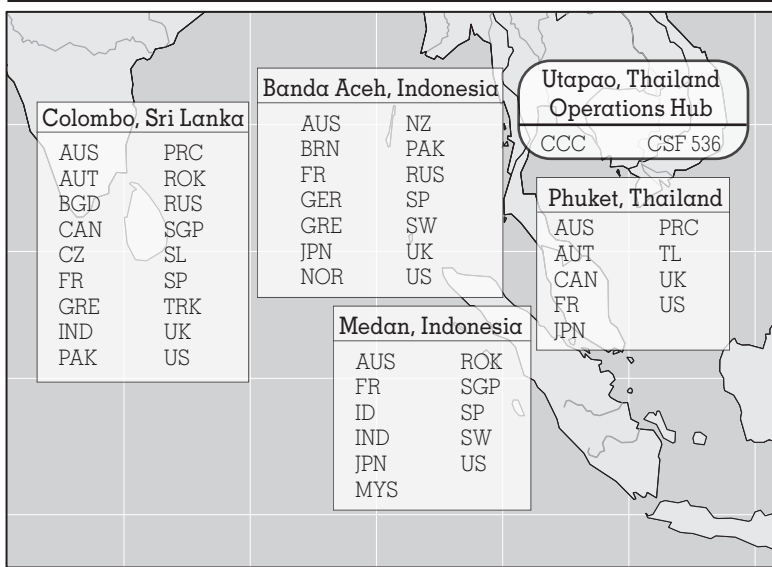 Colombo, Sri Lanka
AUS PRC
AUT ROK
BGD RUS
CAN SGP
CZ SL
FR SP
GRE TRK
IND UK
PAK US
Banda Aceh, Indonesia
AUS NZ
BRN PAK
FR RUS
GER SP
GRE SW
JPN UK
NOR US
Utapao, Thailand
Operations Hub
CCC CSF 536
Phuket, Thailand
AUS PRC
AUT TL
CAN UK
FR US
JPN
Medan, Indonesia
AUS ROK
FR SGP
ID SP
IND SW
JPN US
MYS